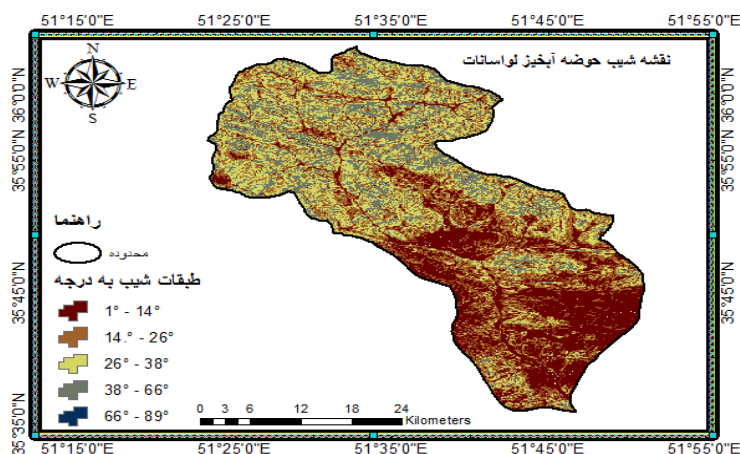 51°15'0"E 51°25'0"E 51°35'0"E 51°45'0"E 51°55'0"E
نقشه شیب حوضه آبخیز لواسانات
N
W E
S
36°0'0"N 36°0'0"N
35°55'0"N 35°55'0"N
راهنما
محدوده
طبقات شیب به درجه
35°45'0"N 35°45'0"N
1° - 14°
14.° - 26°
26° - 38°
38° - 66°
66° - 89°
0 3 6 12 18 24
Kilometers
35°35'0"N 35°35'0"N
51°15'0"E 51°25'0"E 51°35'0"E 51°45'0"E 51°55'0"E